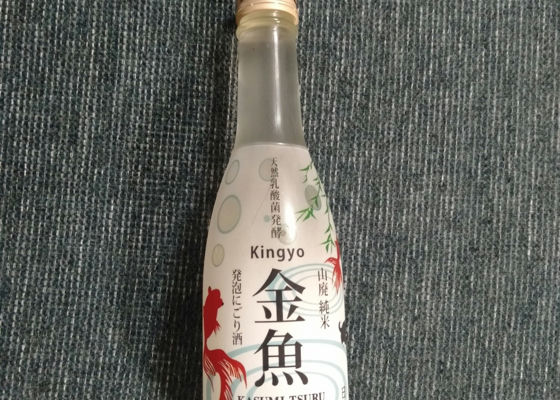 天然乳酸菌発酵
Kingyo
山廃 純米
金魚
発泡にごり酒
KASUMI TSURU